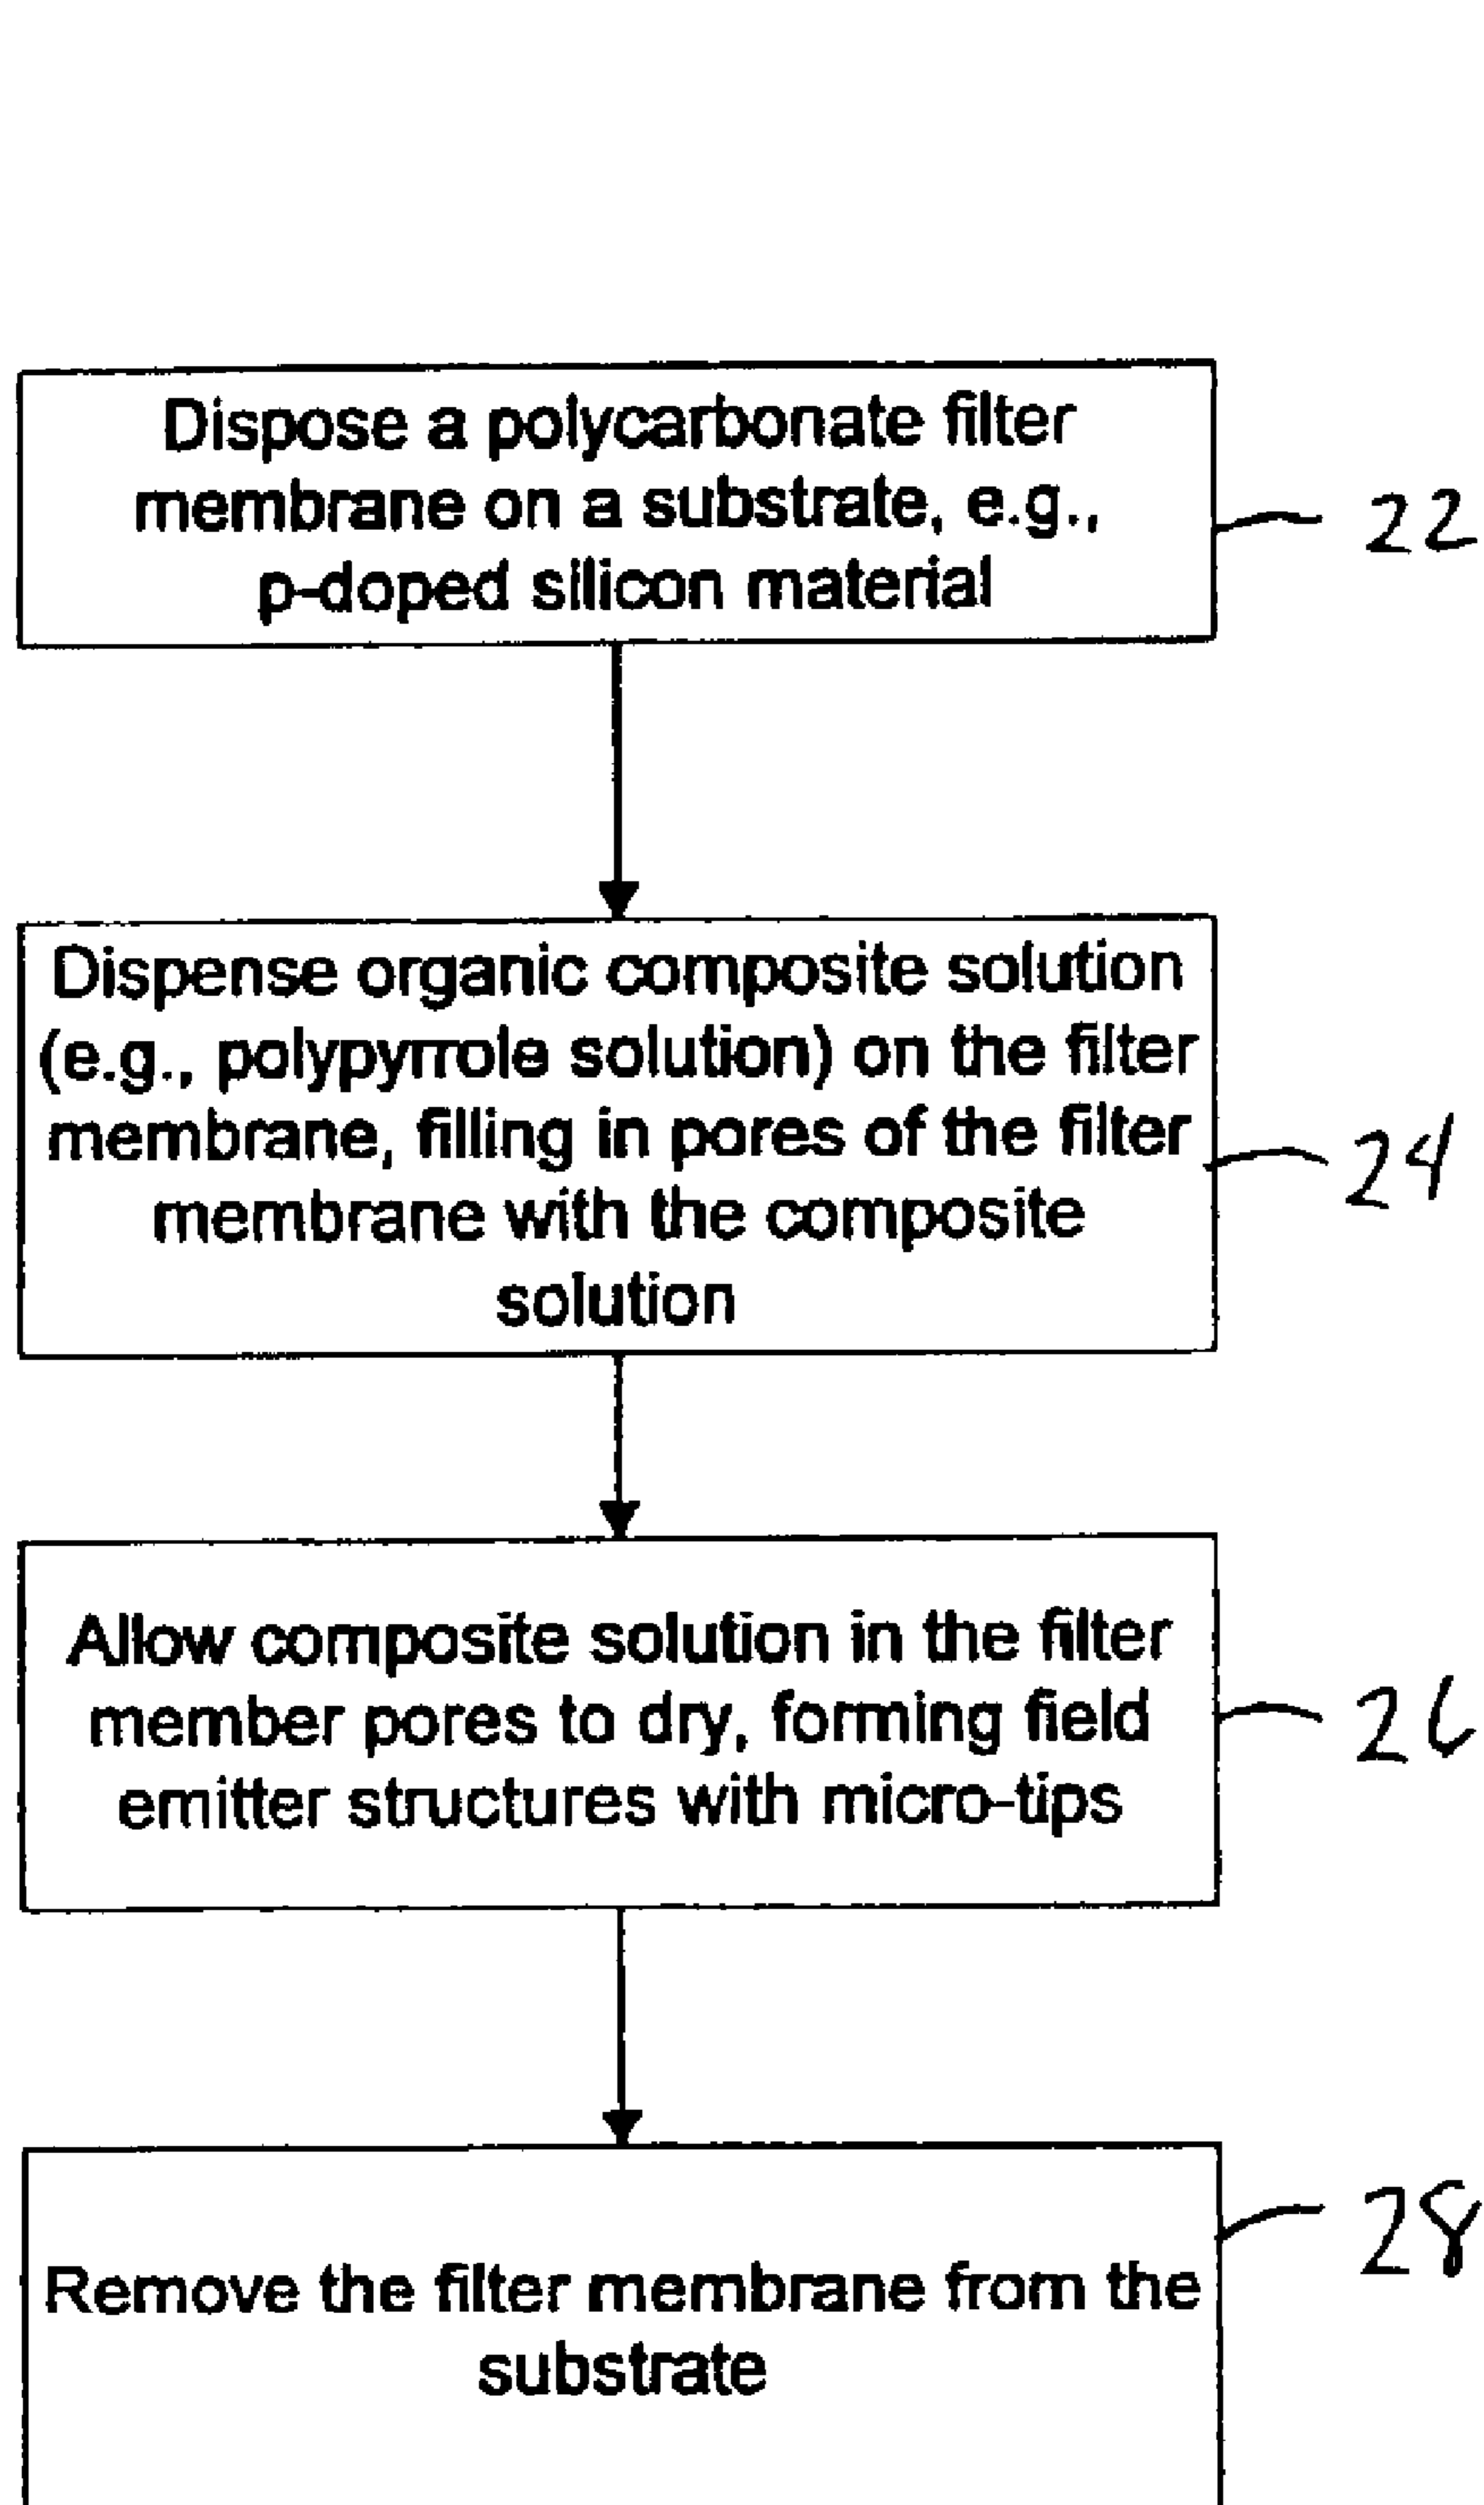 Dispose a polycarbonate filter
membrane on a substrate, e.g.,
p-doped silicon material
22
Dispense organic composite solution
(e.g., polypyrrole solution) on the filter
membrane, filling in pores of the filter
membrane with the composite
solution
24
Allow composite solution in the filter
member pores to dry, forming field
emitter structures with micro-tips
26
Remove the filter membrane from the
substrate
28